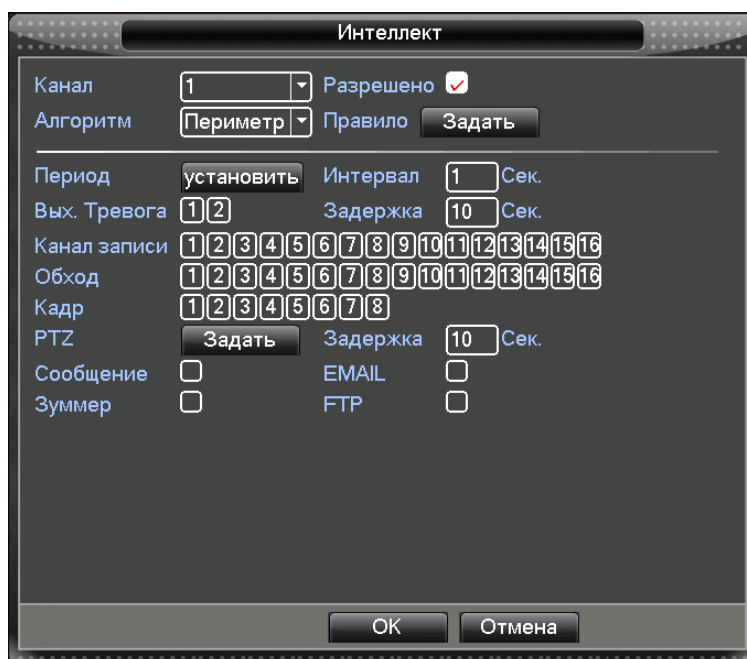 Интеллект
Канал 1 Разрешено
Алгоритм Периметр Правило Задать
Период установить Интервал 1 Сек.
Вых. Тревога 1 2 Задержка 10 Сек.
Канал записи 1 2 3 4 5 6 7 8 9 10 11 12 13 14 15 16
Обход 1 2 3 4 5 6 7 8 9 10 11 12 13 14 15 16
Кадр 1 2 3 4 5 6 7 8
PTZ Задать Задержка 10 Сек.
Сообщение EMAIL
Зуммер FTP
OK Отмена